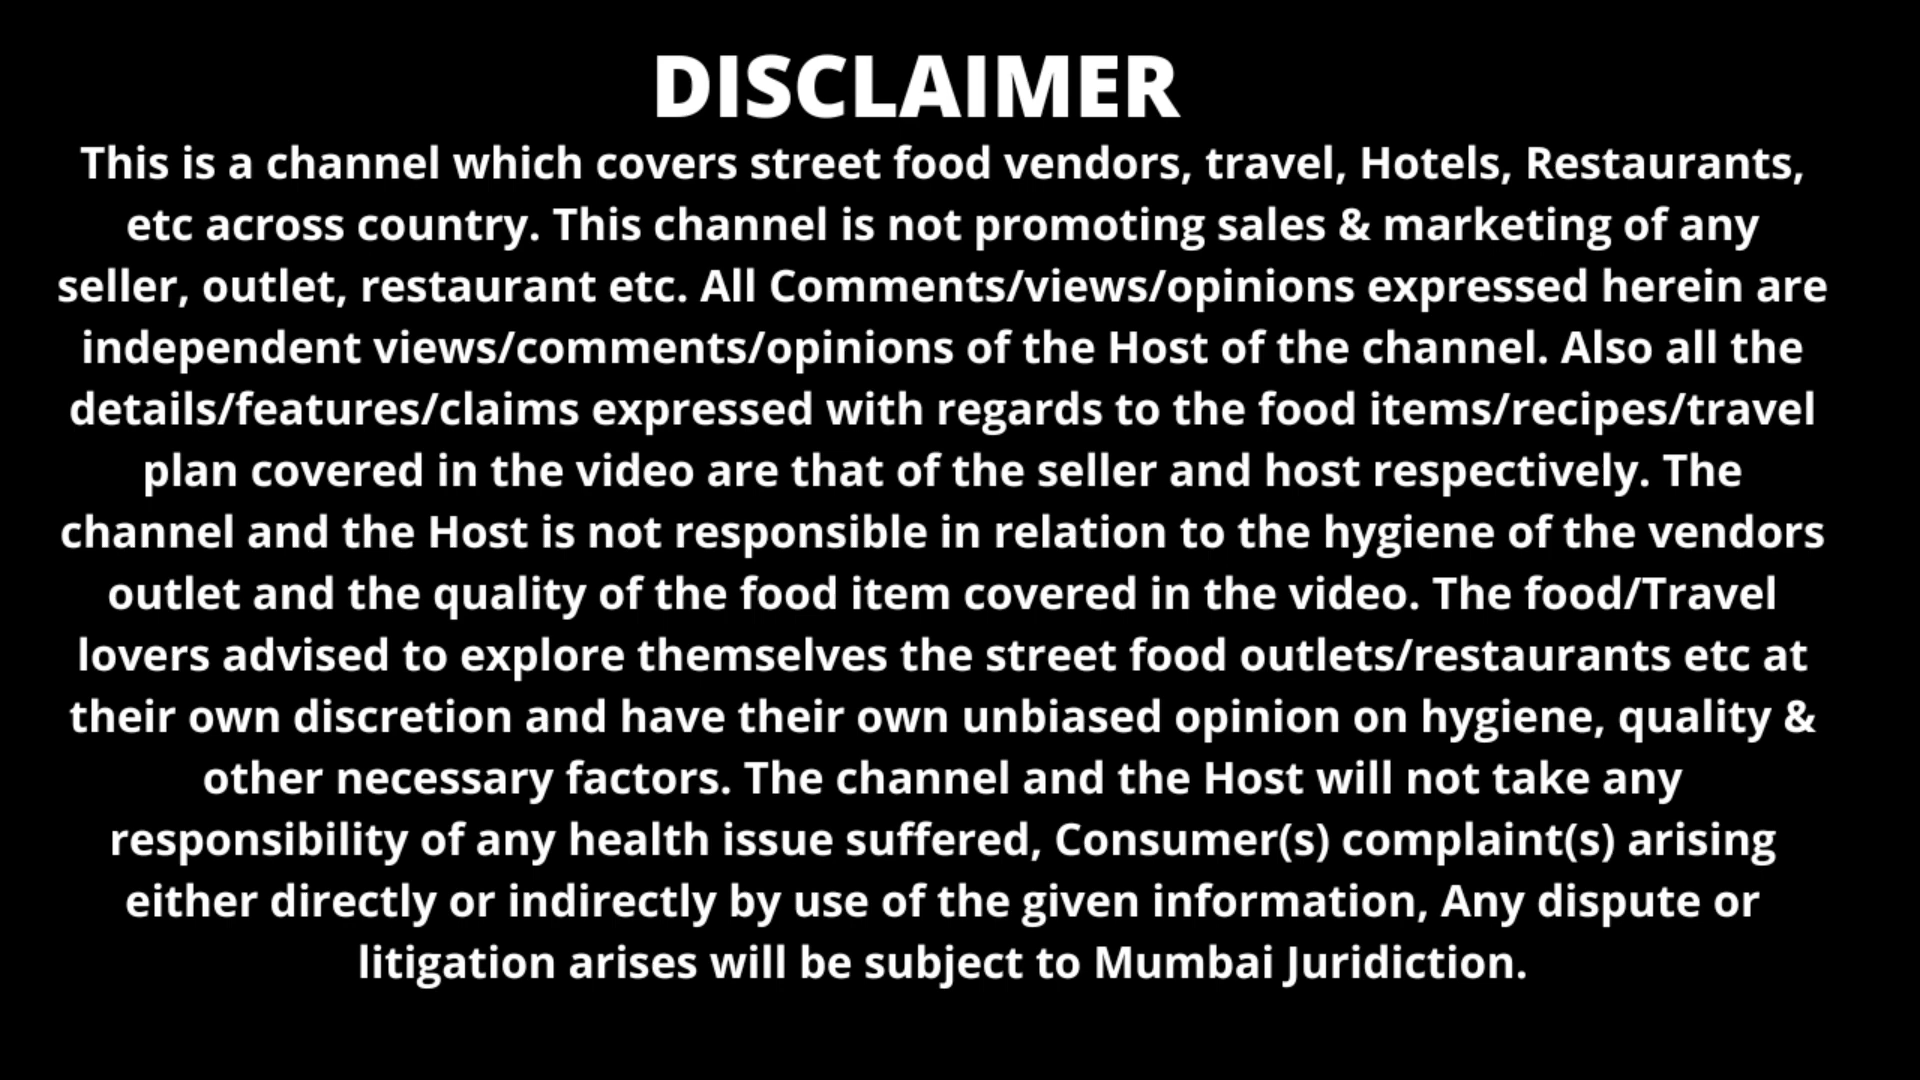 DISCLAIMER
This is a channel which covers street food vendors, travel, Hotels, Restaurants,
etc across country. This channel is not promoting sales & marketing of any
seller, outlet, restaurant etc. All Comments/views/opinions expressed herein are
independent views/comments/opinions of the Host of the channel. Also all the
details/features/claims expressed with regards to the food items/recipes/travel
plan covered in the video are that of the seller and host respectively. The
channel and the Host is not responsible in relation to the hygiene of the vendors
outlet and the quality of the food item covered in the video. The food/Travel
lovers advised to explore themselves the street food outlets/restaurants etc at
their own discretion and have their own unbiased opinion on hygiene, quality &
other necessary factors. The channel and the Host will not take any
responsibility of any health issue suffered, Consumer(s) complaint(s) arising
either directly or indirectly by use of the given information, Any dispute or
litigation arises will be subject to Mumbai Juridiction.